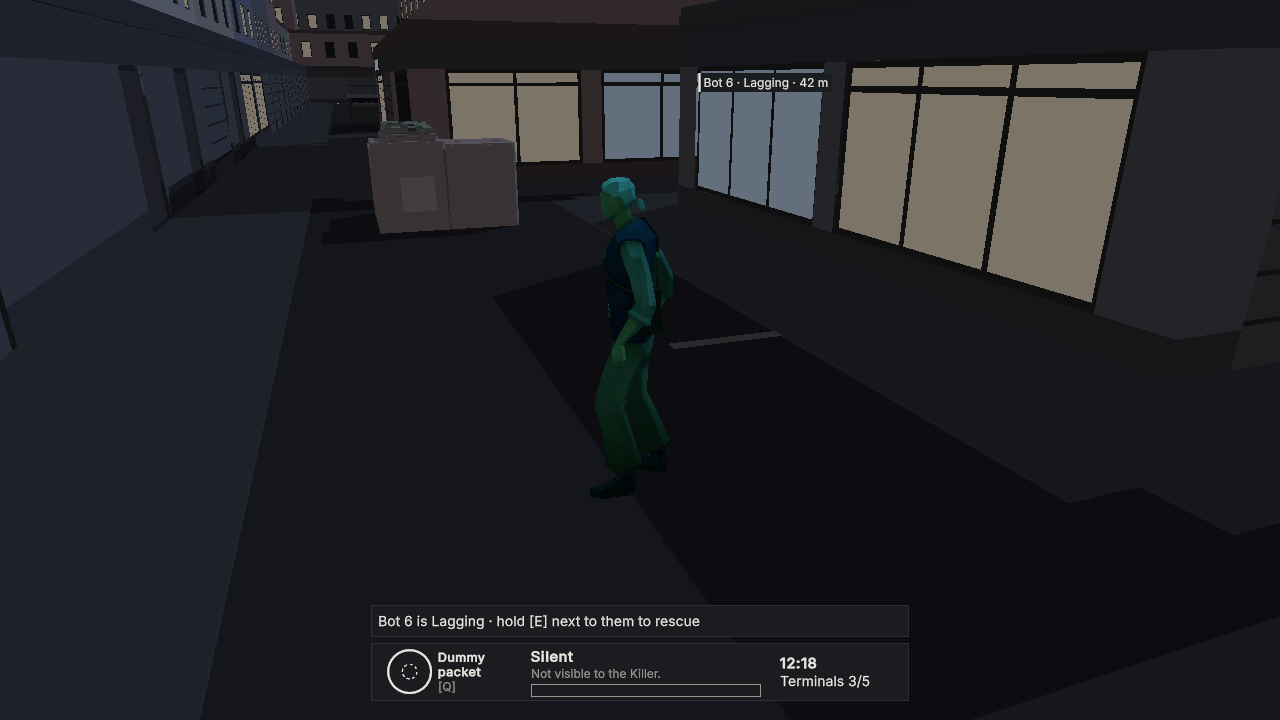 Bot 6 · Lagging · 42 m
Bot 6 is Lagging · hold [E] next to them to rescue
Dummy packet
[Q]
Silent
Not visible to the Killer.
12:18
Terminals 3/5